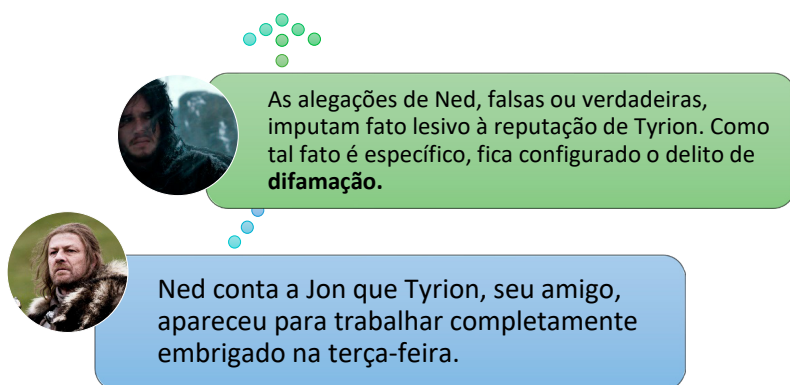 As alegações de Ned, falsas ou verdadeiras,
imputam fato lesivo à reputação de Tyrion. Como
tal fato é específico, fica configurado o delito de
difamação.
Ned conta a Jon que Tyrion, seu amigo,
apareceu para trabalhar completamente
embrigado na terça-feira.